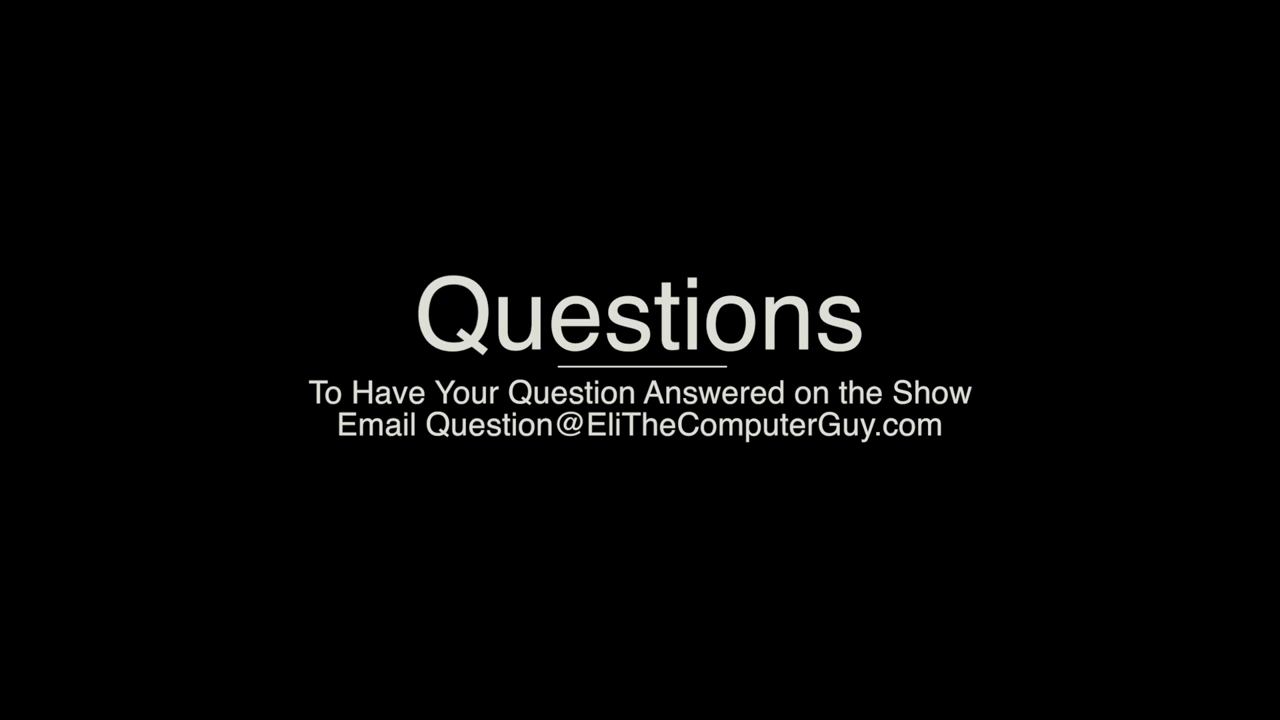 Questions
To Have Your Question Answered on the Show
Email Question@EliTheComputerGuy.com